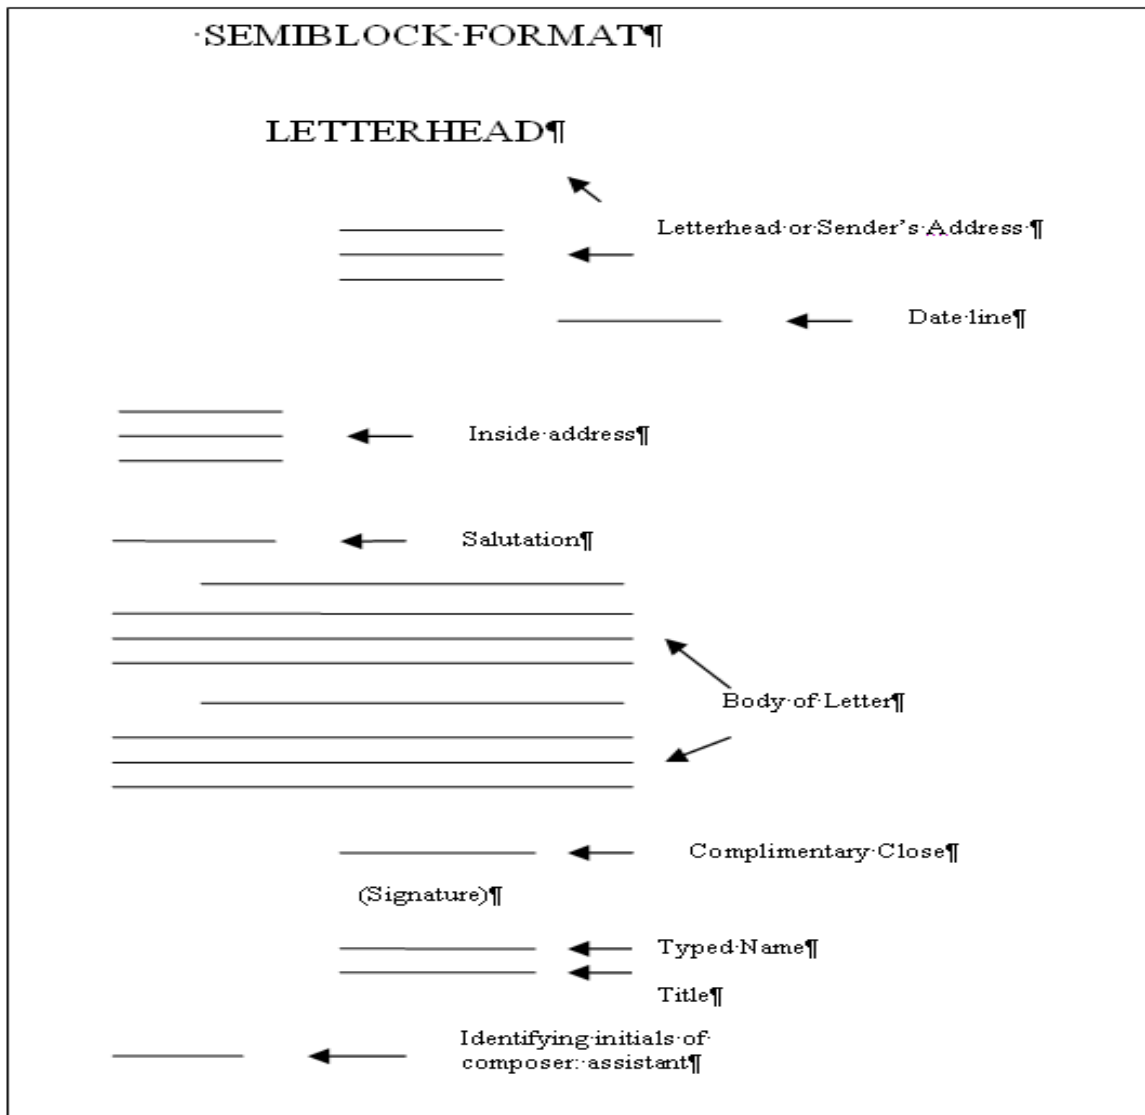 ·SEMIBLOCK·FORMAT¶
LETTERHEAD¶
Letterhead·or·Sender's·Address·¶
Date·line¶
Inside·address¶
Salutation¶
Body·of·Letter¶
Complimentary·Close¶
(Signature)¶
Typed·Name¶
Title¶
Identifying·initials·of·
composer:·assistant¶